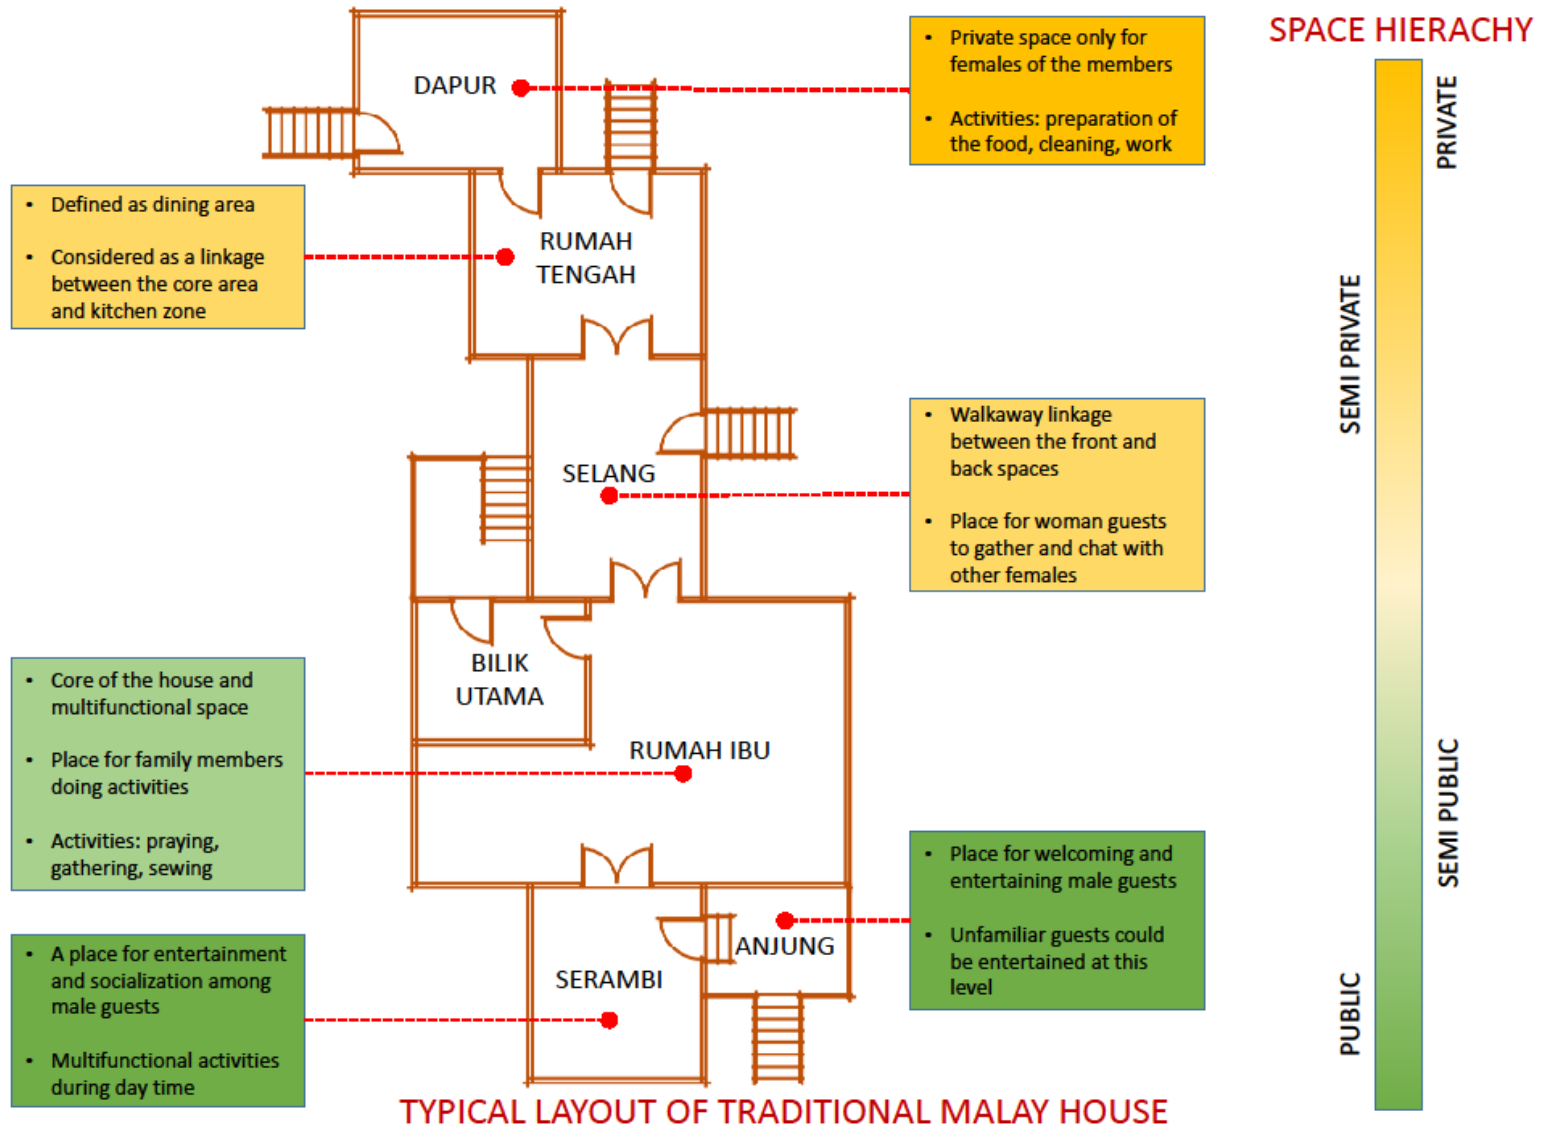 SPACE HIERACHY
DAPUR
• Private space only for
females of the members
• Activities: preparation of
the food, cleaning, work
PRIVATE
• Defined as dining area
• Considered as a linkage
between the core area
and kitchen zone
RUMAH
TENGAH
SEMI PRIVATE
SELANG
• Walkaway linkage
between the front and
back spaces
• Place for woman guests
to gather and chat with
other females
BILIK
UTAMA
• Core of the house and
multifunctional space
• Place for family members
doing activities
• Activities: praying,
gathering, sewing
RUMAH IBU
SEMI PUBLIC
• Place for welcoming and
entertaining male guests
• Unfamiliar guests could
be entertained at this
level
ANJUNG
• A place for entertainment
and socialization among
male guests
• Multifunctional activities
during day time
SERAMBI
PUBLIC
TYPICAL LAYOUT OF TRADITIONAL MALAY HOUSE